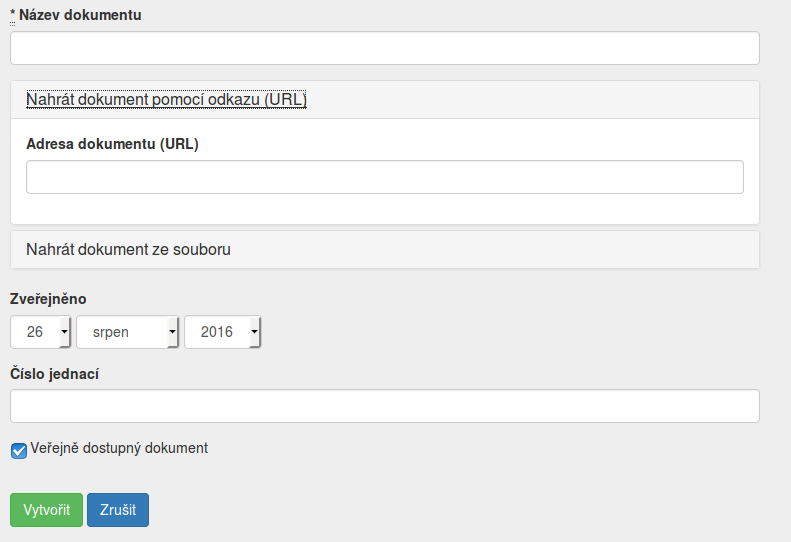 * Název dokumentu
Nahrát dokument pomocí odkazu (URL)
Adresa dokumentu (URL)
Nahrát dokument ze souboru
Zveřejněno
26 srpen 2016
Číslo jednací
Veřejně dostupný dokument
Vytvořit Zrušit